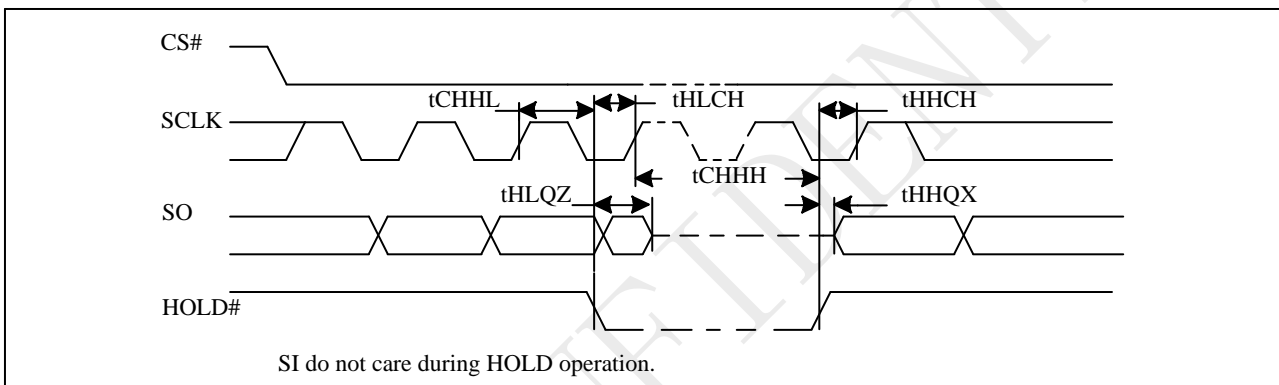 CS#
tCHHL
tHLCH
tHHCH
SCLK
tCHHH
tHLQZ
tHHQX
SO
HOLD#
SI do not care during HOLD operation.